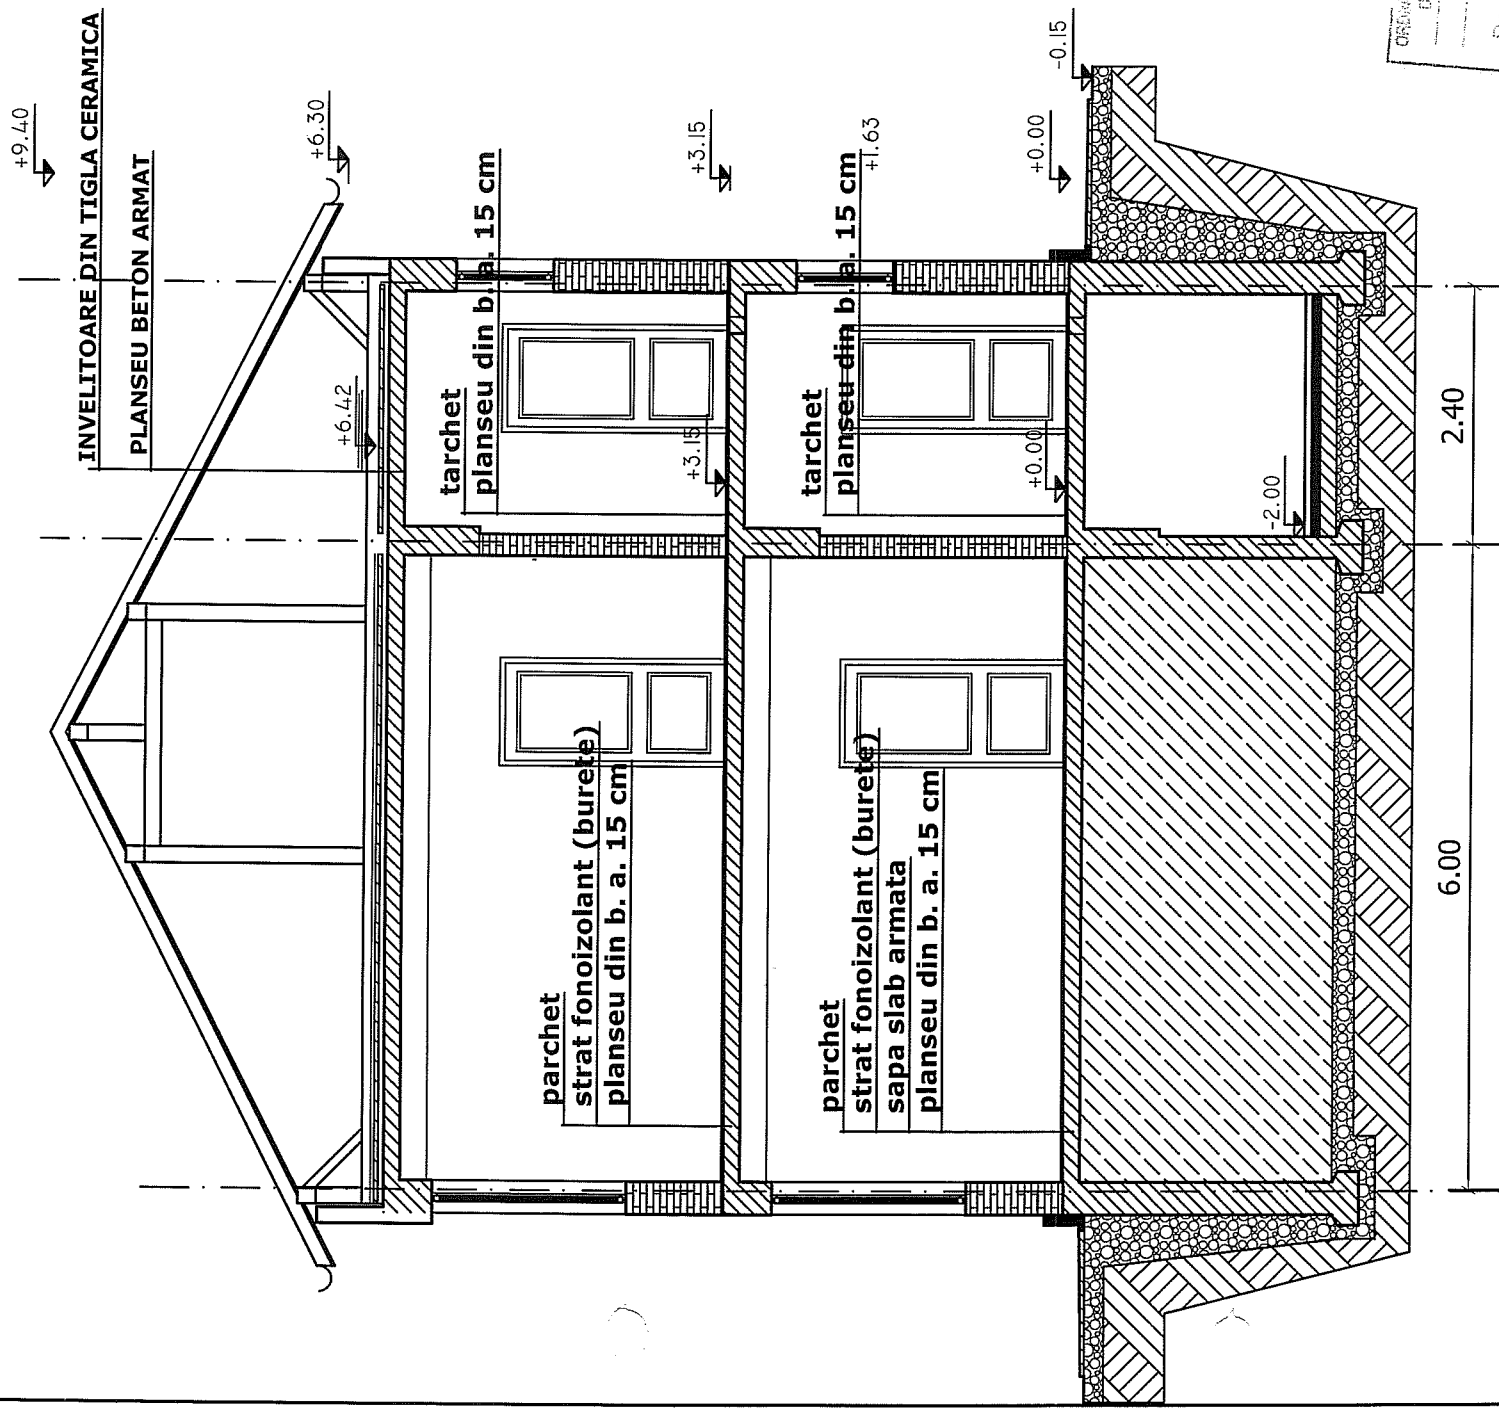 +9.40
INVELITOARE DIN TIGLA CERAMICA
PLANSEU BETON ARMAT
+6.30
+6.42
tarchet
planseu din b. a. 15 cm
+3.15
+3.15
parchet
strat fonoizolant (burete)
planseu din b. a. 15 cm
tarchet
planseu din b. a. 15 cm
+1.63
+0.00
+0.00
-0.15
parchet
strat fonoizolant (burete)
sapa slab armata
planseu din b. a. 15 cm
-2.00
6.00
2.40